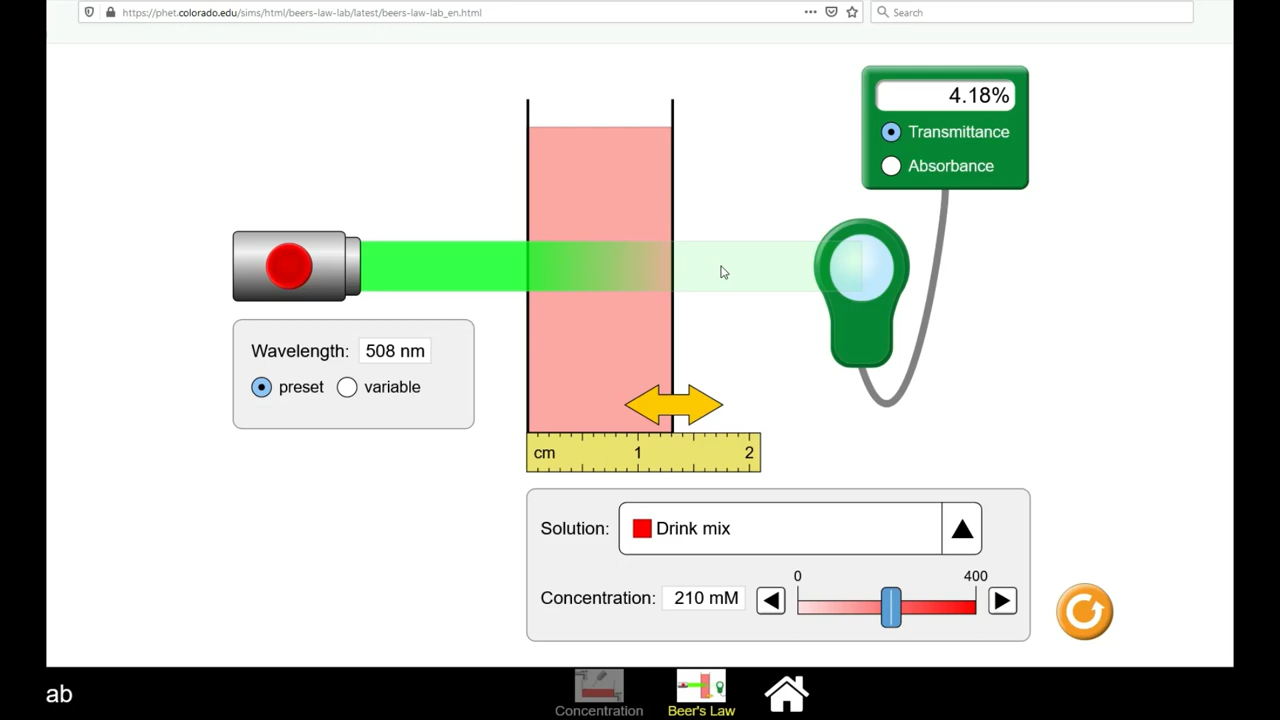 https://phet.colorado.edu/sims/html/beers-law-lab/latest/beers-law-lab_en.html
Search
4.18%
Transmittance
Absorbance
Wavelength: 508 nm
preset variable
cm 1 2
Solution: Drink mix
0 400
Concentration: 210 mM
ab
Concentration
Beer's Law